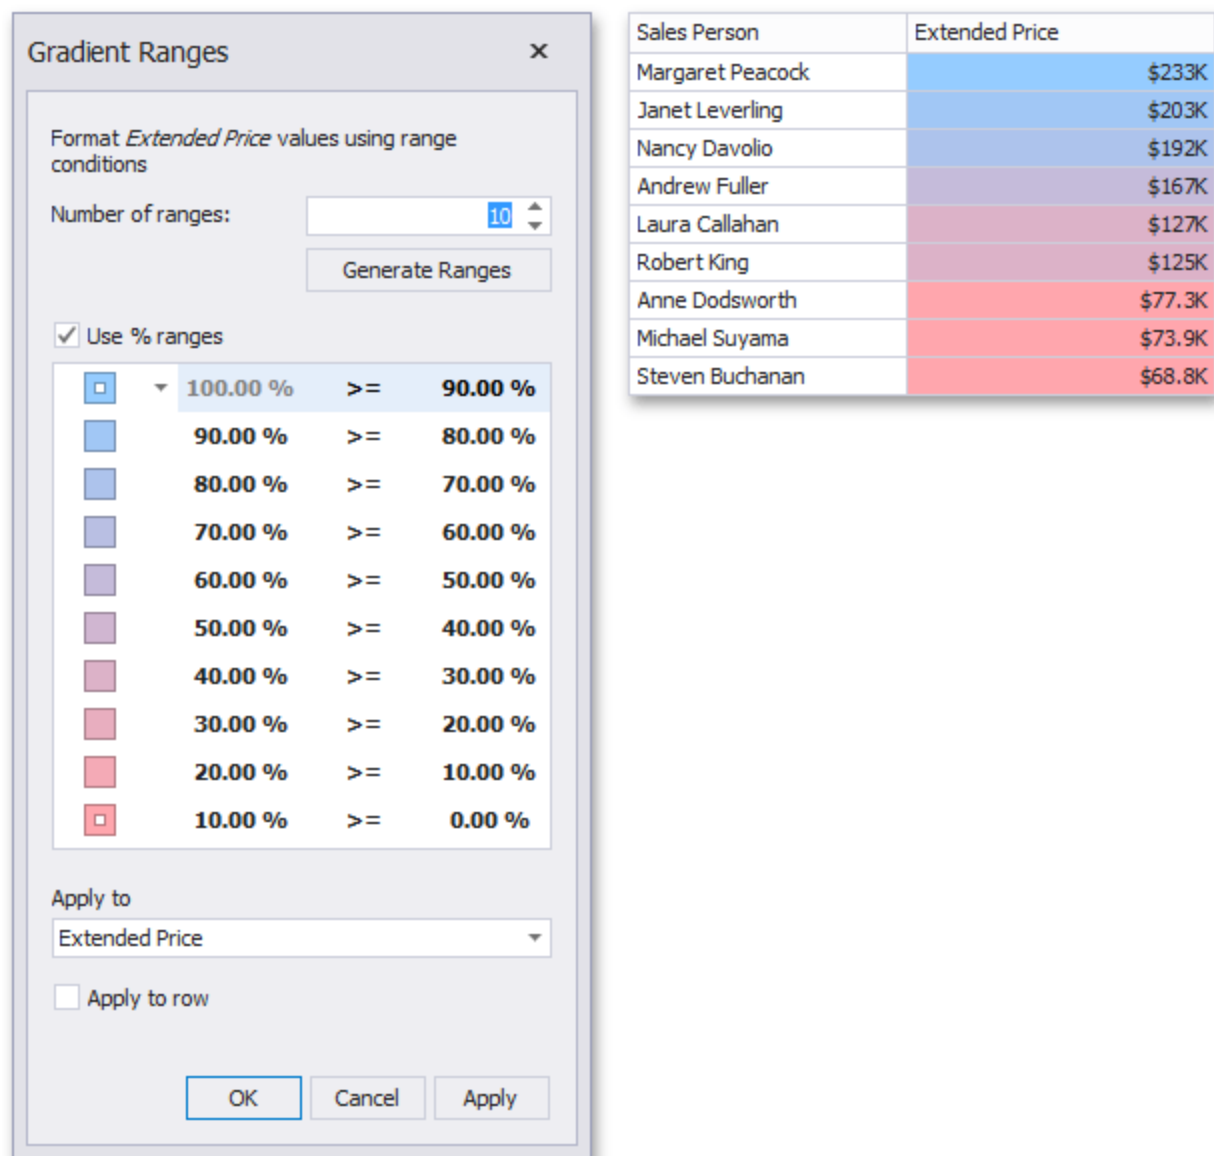 Gradient Ranges
Format Extended Price values using range
conditions
Number of ranges: 10
Generate Ranges
Use % ranges
100.00 % >= 90.00 %
90.00 % >= 80.00 %
80.00 % >= 70.00 %
70.00 % >= 60.00 %
60.00 % >= 50.00 %
50.00 % >= 40.00 %
40.00 % >= 30.00 %
30.00 % >= 20.00 %
20.00 % >= 10.00 %
10.00 % >= 0.00 %
Apply to
Extended Price
Apply to row
OK Cancel Apply
Sales Person Extended Price
Margaret Peacock $233K
Janet Leverling $203K
Nancy Davolio $192K
Andrew Fuller $167K
Laura Callahan $127K
Robert King $125K
Anne Dodsworth $77.3K
Michael Suyama $73.9K
Steven Buchanan $68.8K